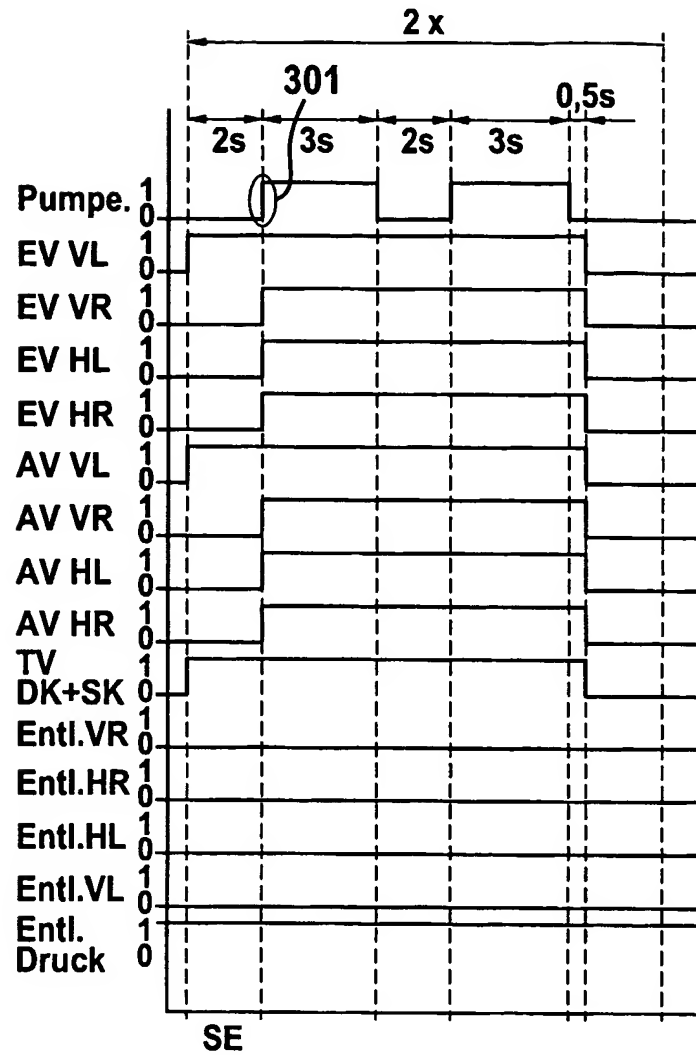 2 x
301
0,5s
2s 3s 2s 3s
Pumpe. 1
0
EV VL 1
0
EV VR 1
0
EV HL 1
0
EV HR 1
0
AV VL 1
0
AV VR 1
0
AV HL 1
0
AV HR 1
0
TV 1
DK+SK 0
Entl.VR 1
0
Entl.HR 1
0
Entl.HL 1
0
Entl.VL 1
0
Entl. 1
Druck 0
SE